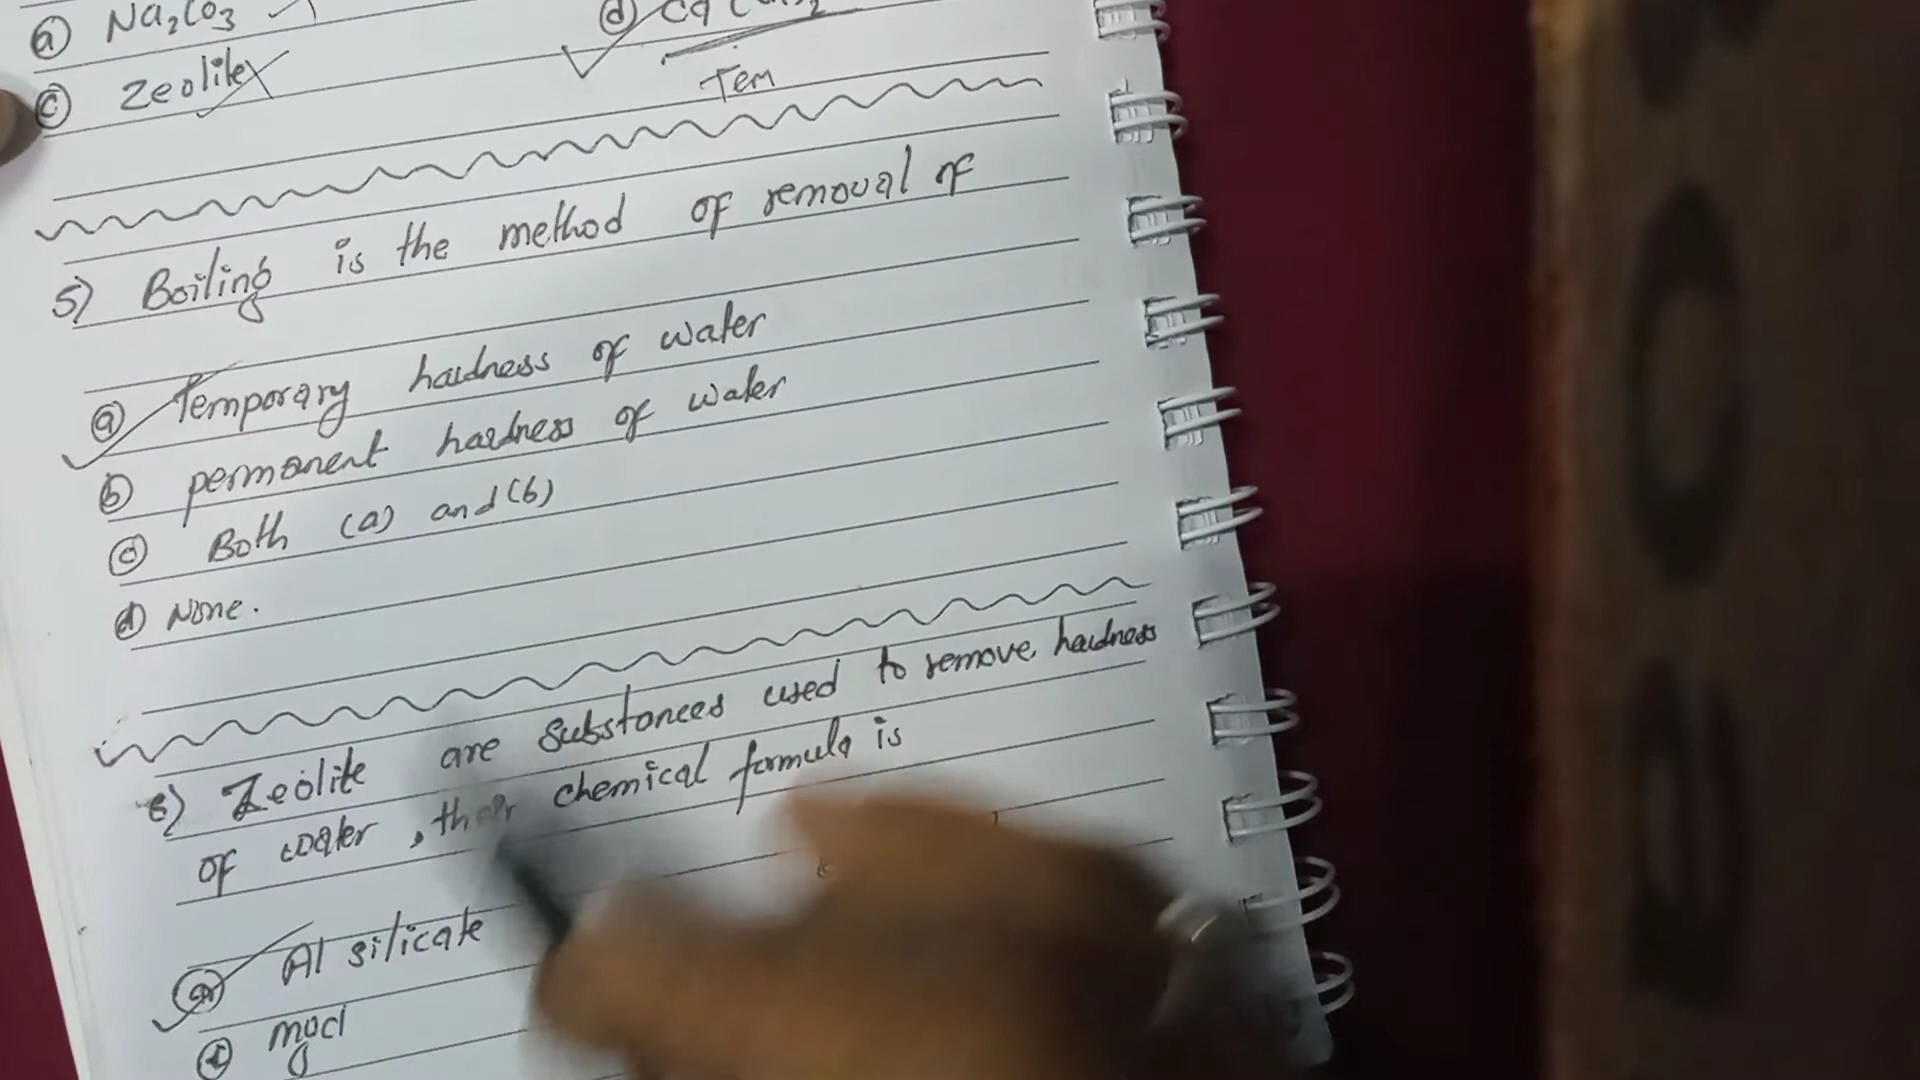 (a) Na₂CO₃
(d)
(c) Zeolite
Tem
5) Boiling is the method of removal of
(a) Temporary hardness of water
(b) permanent hardness of water
(c) Both (a) and (b)
(d) None.
6) Zeolite are substances used to remove hardness
of water, their chemical formula is
(a) Al silicate